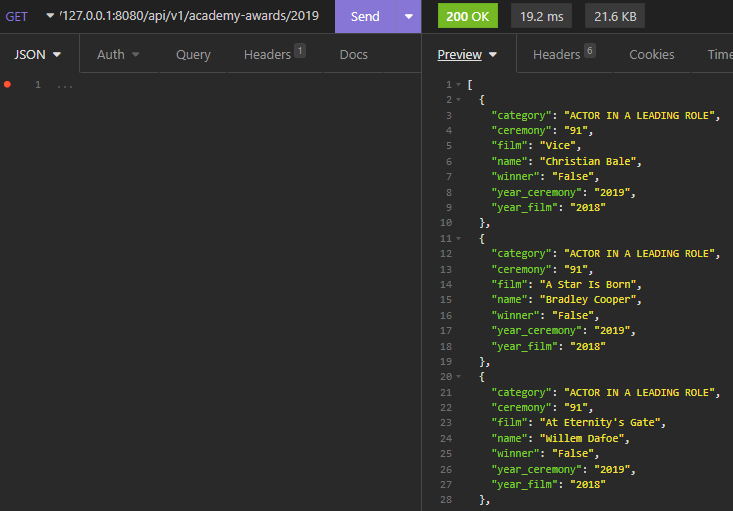 GET /127.0.0.1:8080/api/v1/academy-awards/2019 Send 200 OK 19.2 ms 21.6 KB
JSON Auth Query Headers 1 Docs Preview Headers 6 Cookies Time
1 ...
1 [
2 {
3 "category": "ACTOR IN A LEADING ROLE",
4 "ceremony": "91",
5 "film": "Vice",
6 "name": "Christian Bale",
7 "winner": "False",
8 "year_ceremony": "2019",
9 "year_film": "2018"
10 },
11 {
12 "category": "ACTOR IN A LEADING ROLE",
13 "ceremony": "91",
14 "film": "A Star Is Born",
15 "name": "Bradley Cooper",
16 "winner": "False",
17 "year_ceremony": "2019",
18 "year_film": "2018"
19 },
20 {
21 "category": "ACTOR IN A LEADING ROLE",
22 "ceremony": "91",
23 "film": "At Eternity's Gate",
24 "name": "Willem Dafoe",
25 "winner": "False",
26 "year_ceremony": "2019",
27 "year_film": "2018"
28 },